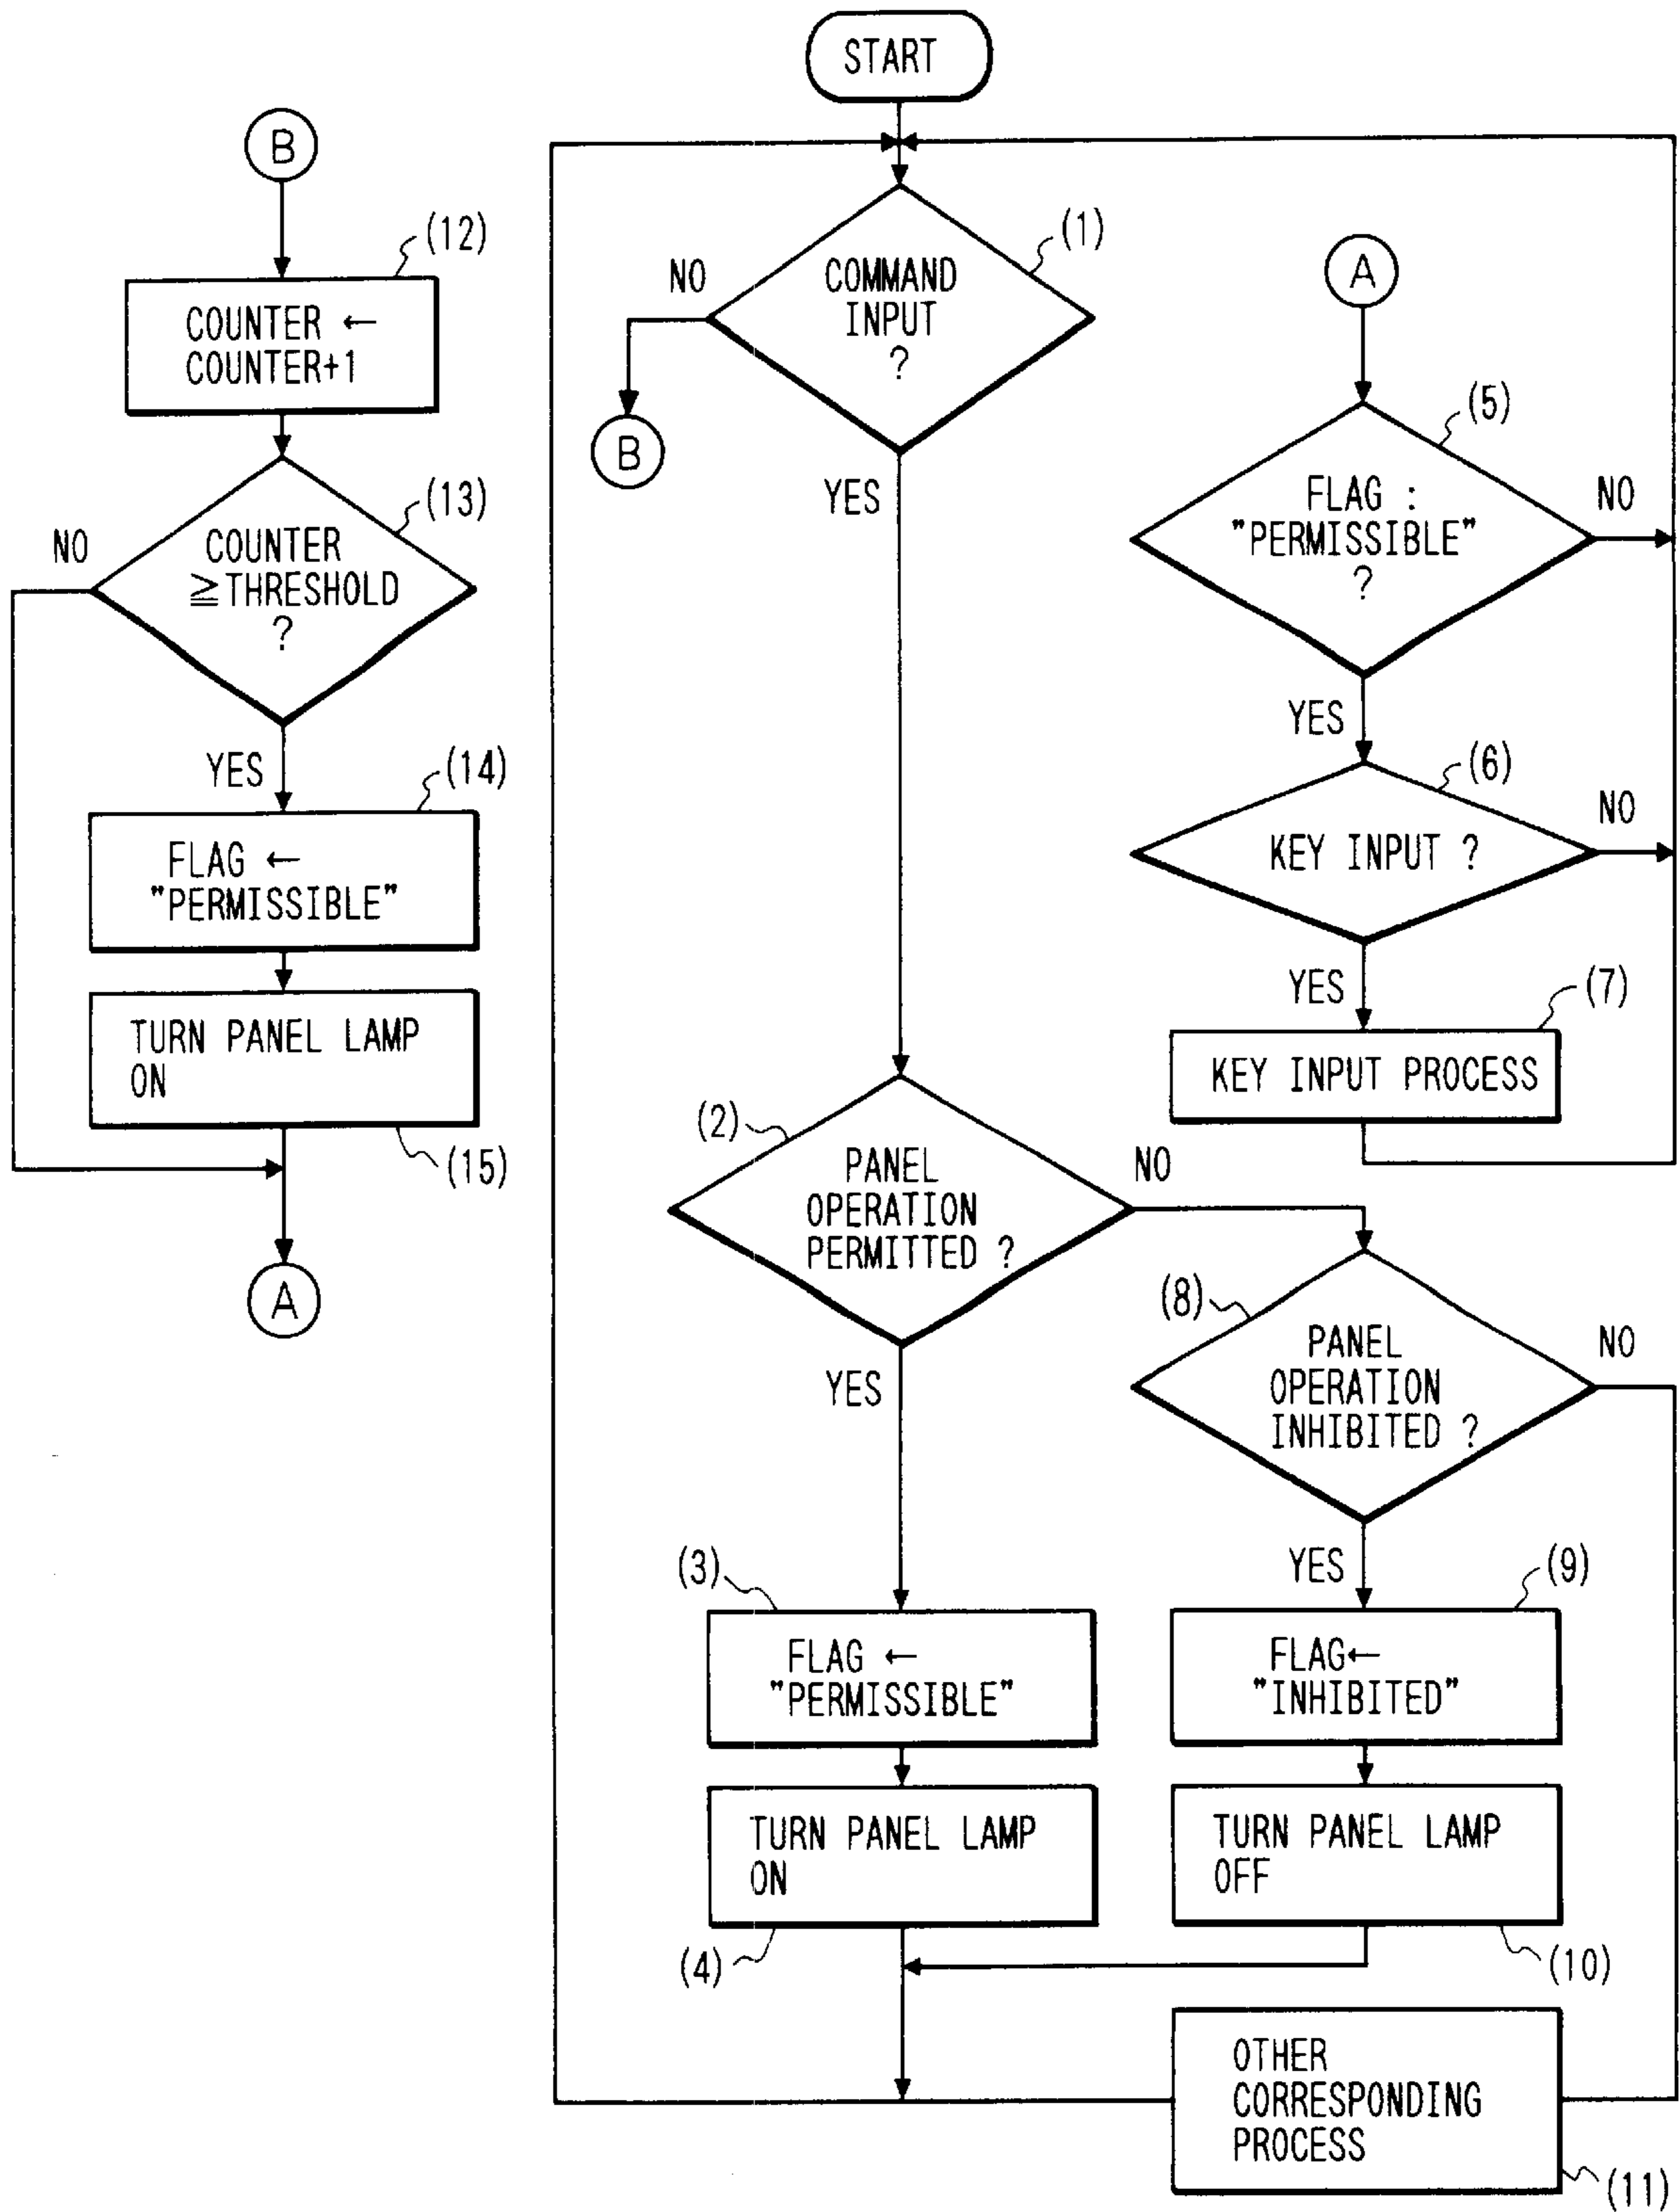 START
B
(12)
COUNTER ←
COUNTER+1
(13)
COUNTER
≧THRESHOLD
?
NO
YES
(14)
FLAG ←
"PERMISSIBLE"
TURN PANEL LAMP
ON
(15)
A
(1)
COMMAND
INPUT
?
NO
B
YES
(2)
PANEL
OPERATION
PERMITTED ?
NO
YES
(3)
FLAG ←
"PERMISSIBLE"
TURN PANEL LAMP
ON
(4)
A
(5)
FLAG :
"PERMISSIBLE"
?
NO
YES
(6)
KEY INPUT ?
NO
YES
(7)
KEY INPUT PROCESS
(8)
PANEL
OPERATION
INHIBITED ?
NO
YES
(9)
FLAG←
"INHIBITED"
TURN PANEL LAMP
OFF
(10)
OTHER
CORRESPONDING
PROCESS
(11)